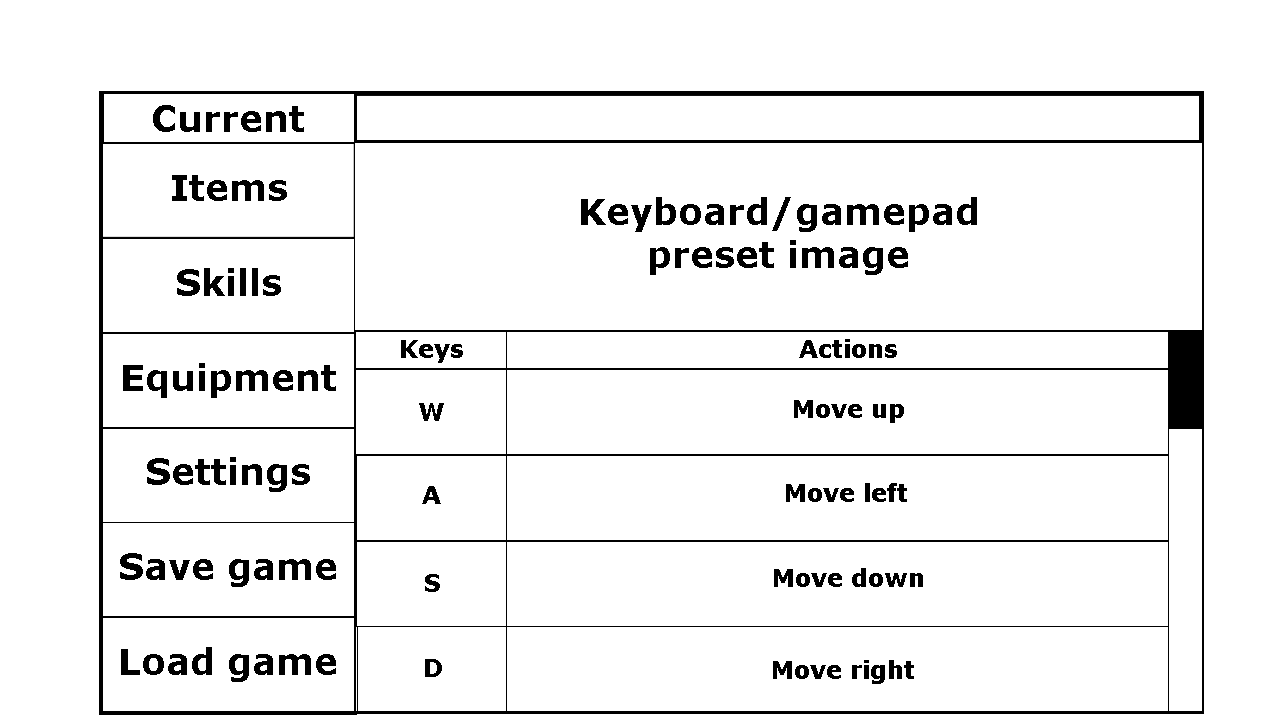 Current
Items
Skills
Equipment
Settings
Save game
Load game
Keyboard/gamepad
preset image
Keys Actions
W Move up
A Move left
S Move down
D Move right